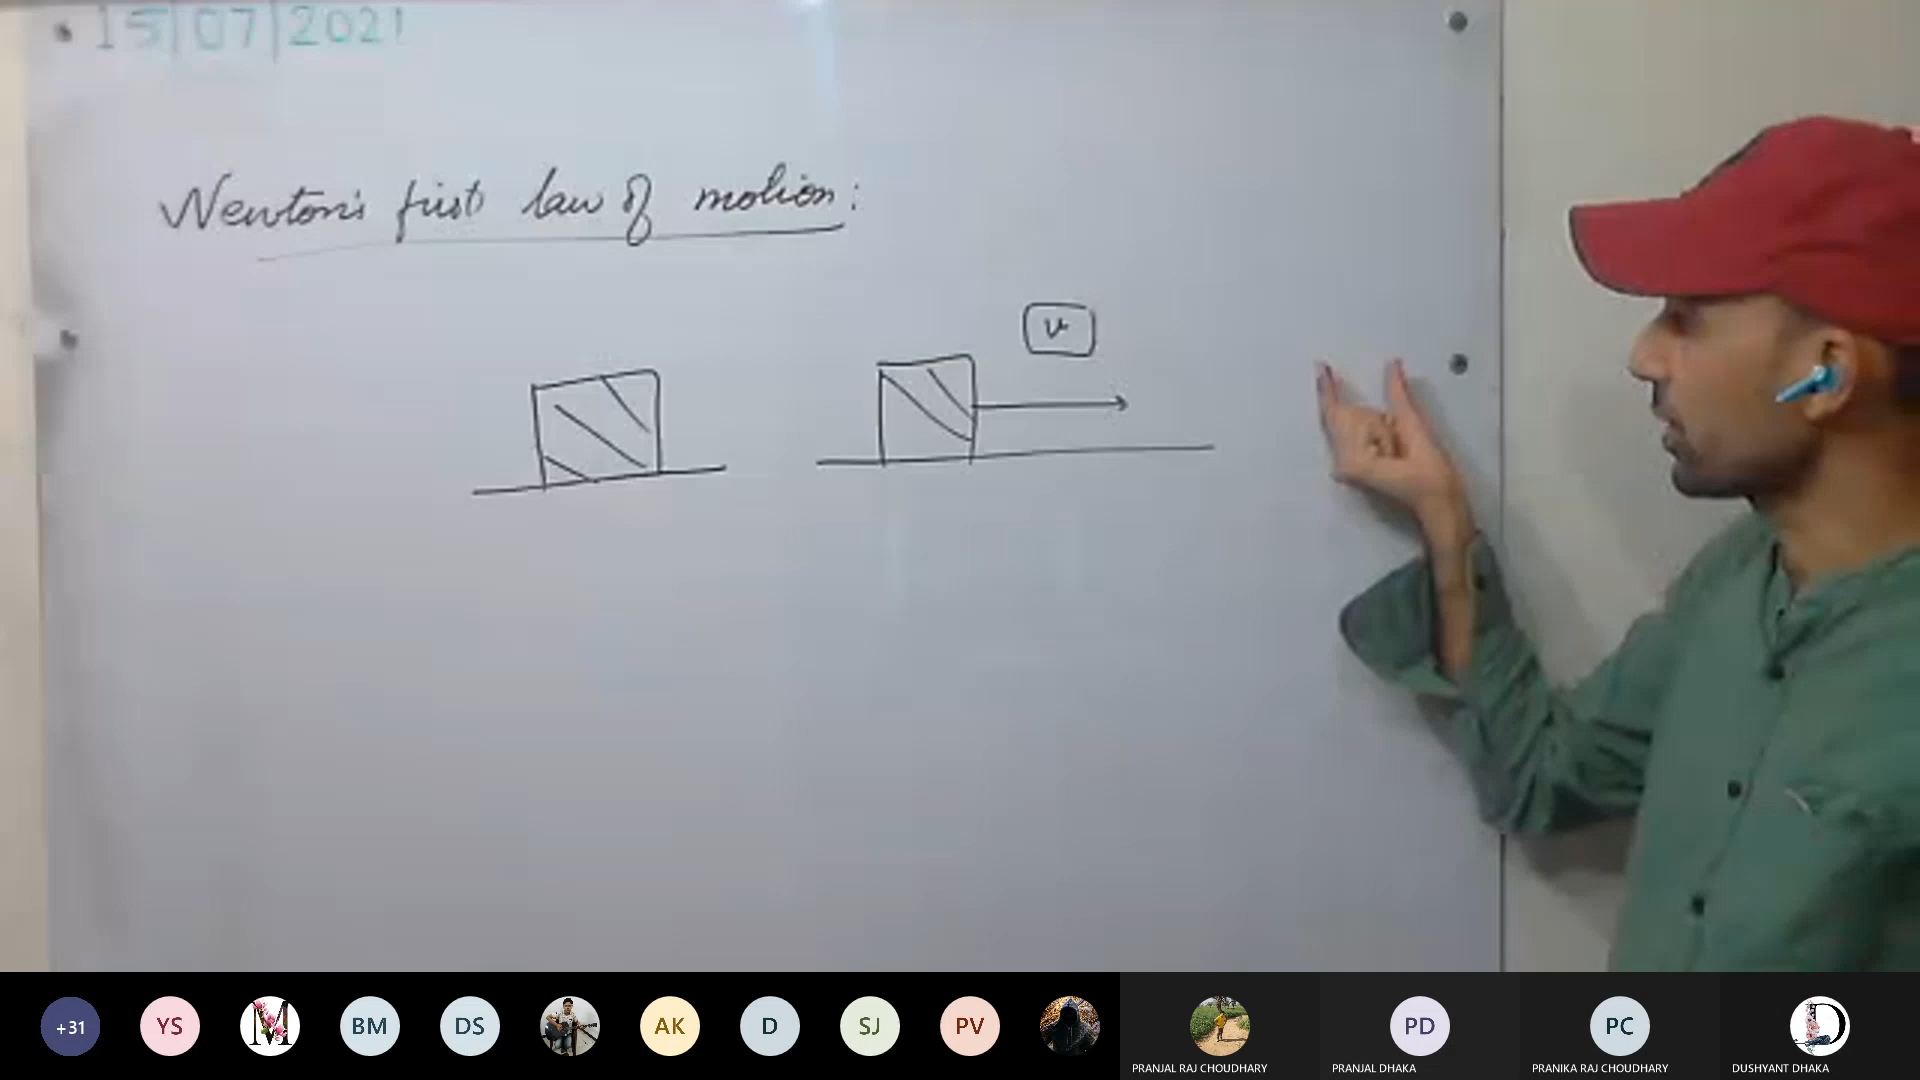 15/07/2021
Newton's first law of motion:
v
+31
YS
M
BM
DS
AK
D
SJ
PV
PD
PC
D
PRANJAL RAJ CHOUDHARY
PRANJAL DHAKA
PRANIKA RAJ CHOUDHARY
DUSHYANT DHAKA